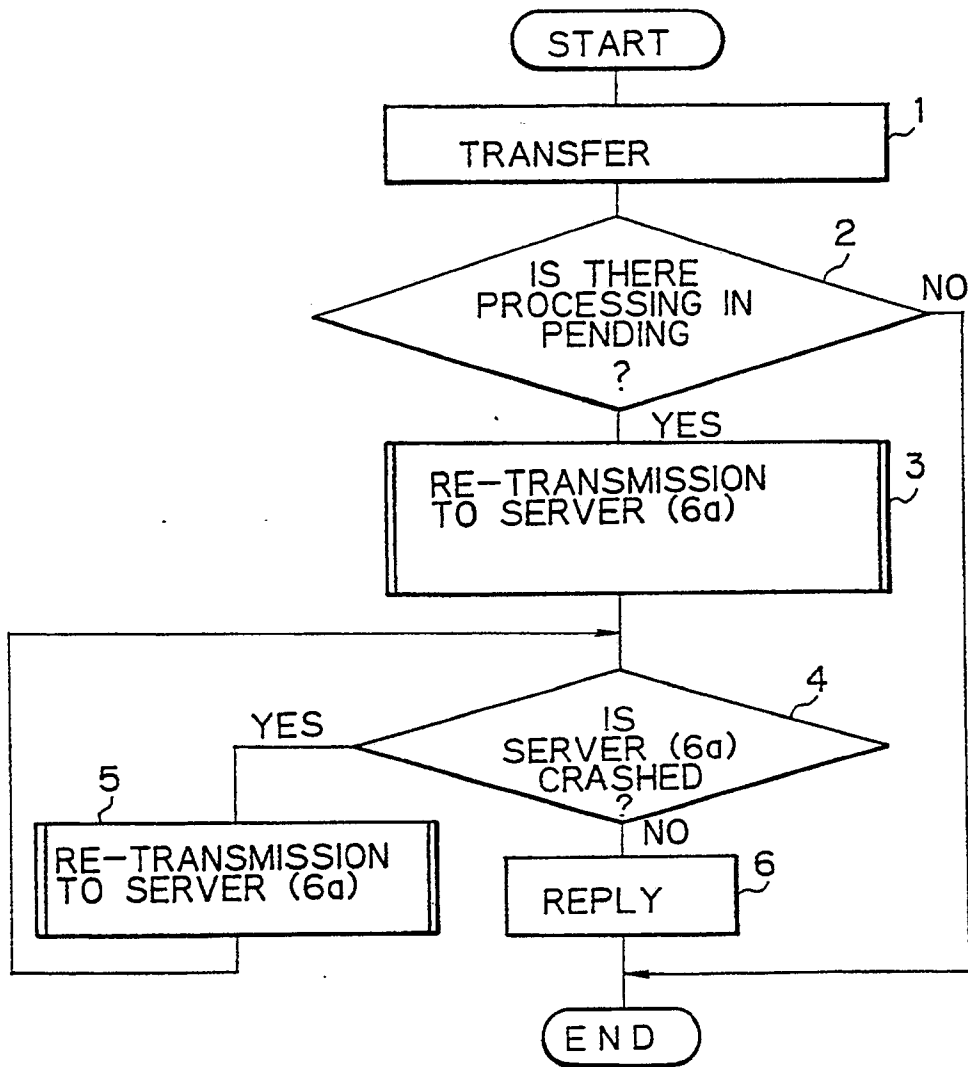 START
1
TRANSFER
2
IS THERE
PROCESSING IN
PENDING
?
NO
YES
3
RE-TRANSMISSION
TO SERVER (6a)
4
YES
IS
SERVER (6a)
CRASHED
?
5
NO
RE-TRANSMISSION
TO SERVER (6a)
6
REPLY
END